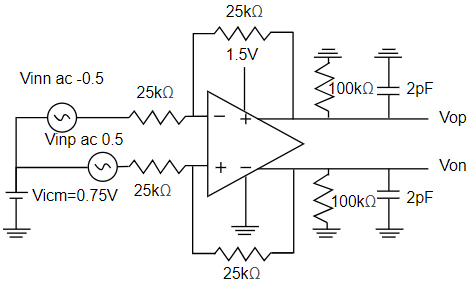 25kΩ
1.5V
Vinn ac -0.5
25kΩ
100kΩ
2pF
−
+
Vop
Vinp ac 0.5
+
−
Von
Vicm=0.75V
25kΩ
100kΩ
2pF
25kΩ